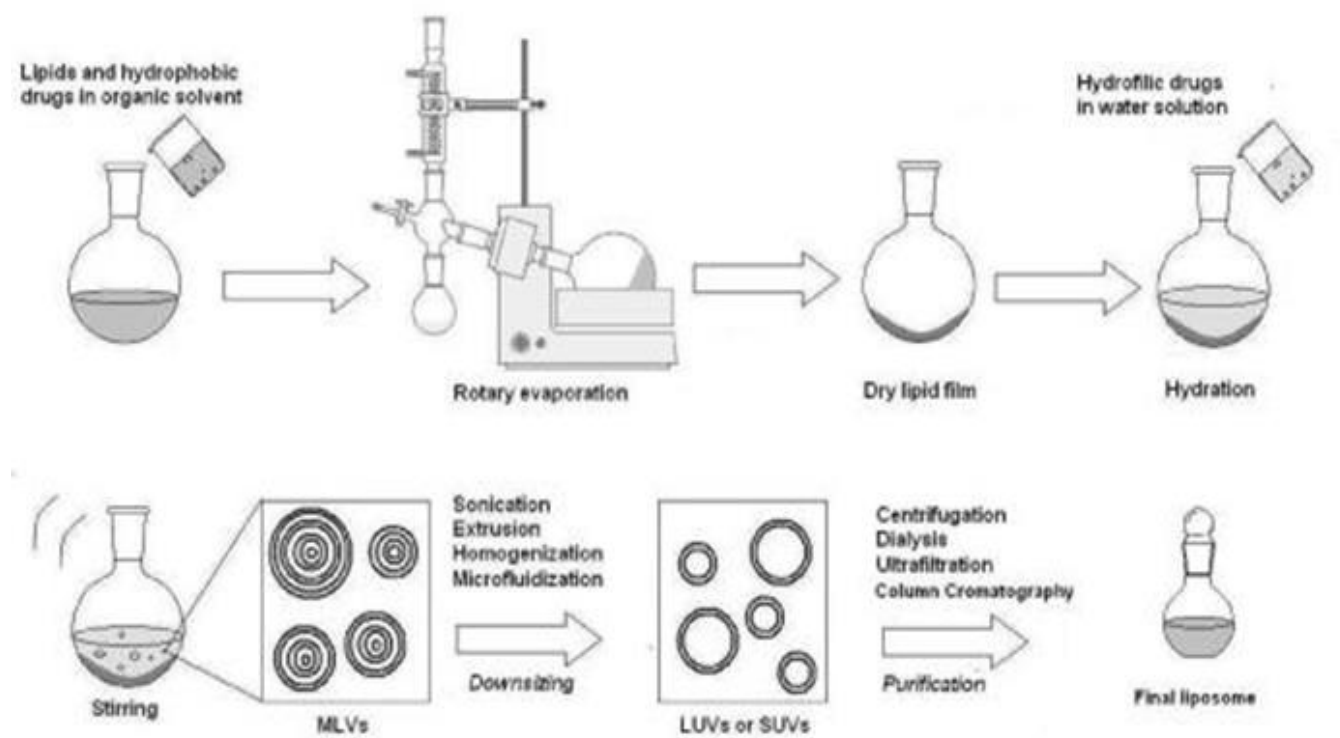 Lipids and hydrophobic
drugs in organic solvent
Hydrofilic drugs
in water solution
Rotary evaporation
Dry lipid film
Hydration
Sonication
Extrusion
Homogenization
Microfluidization
Downsizing
Centrifugation
Dialysis
Ultrafiltration
Column Cromatography
Purification
Stirring
MLVs
LUVs or SUVs
Final liposome